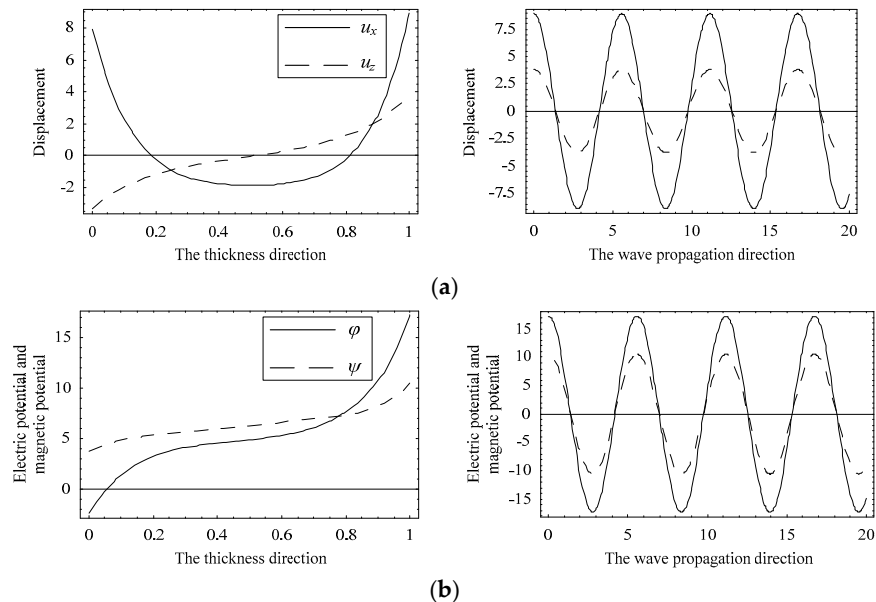 8
6
4
2
0
-2
Displacement
u_x
u_z
0 0.2 0.4 0.6 0.8 1
The thickness direction
7.5
5
2.5
0
-2.5
-5
-7.5
Displacement
0 5 10 15 20
The wave propagation direction
(a)
15
10
5
0
Electric potential and
magnetic potential
φ
ψ
0 0.2 0.4 0.6 0.8 1
The thickness direction
15
10
5
0
-5
-10
-15
Electric potential and
magnetic potential
0 5 10 15 20
The wave propagation direction
(b)